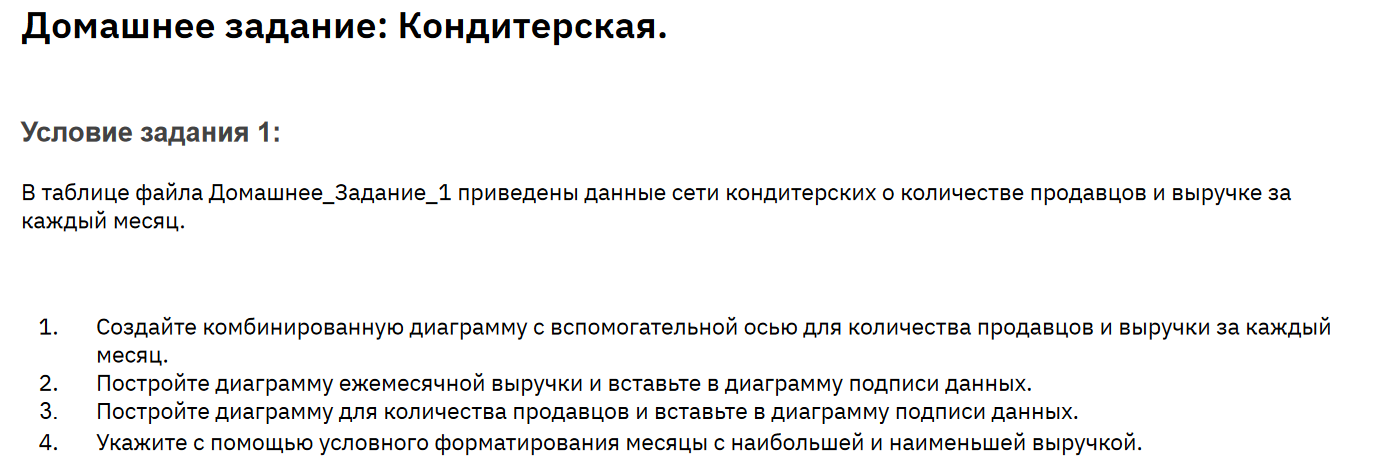 Домашнее задание: Кондитерская.
Условие задания 1:
В таблице файла Домашнее_Задание_1 приведены данные сети кондитерских о количестве продавцов и выручке за
каждый месяц.
1. Создайте комбинированную диаграмму с вспомогательной осью для количества продавцов и выручки за каждый
месяц.
2. Постройте диаграмму ежемесячной выручки и вставьте в диаграмму подписи данных.
3. Постройте диаграмму для количества продавцов и вставьте в диаграмму подписи данных.
4. Укажите с помощью условного форматирования месяцы с наибольшей и наименьшей выручкой.